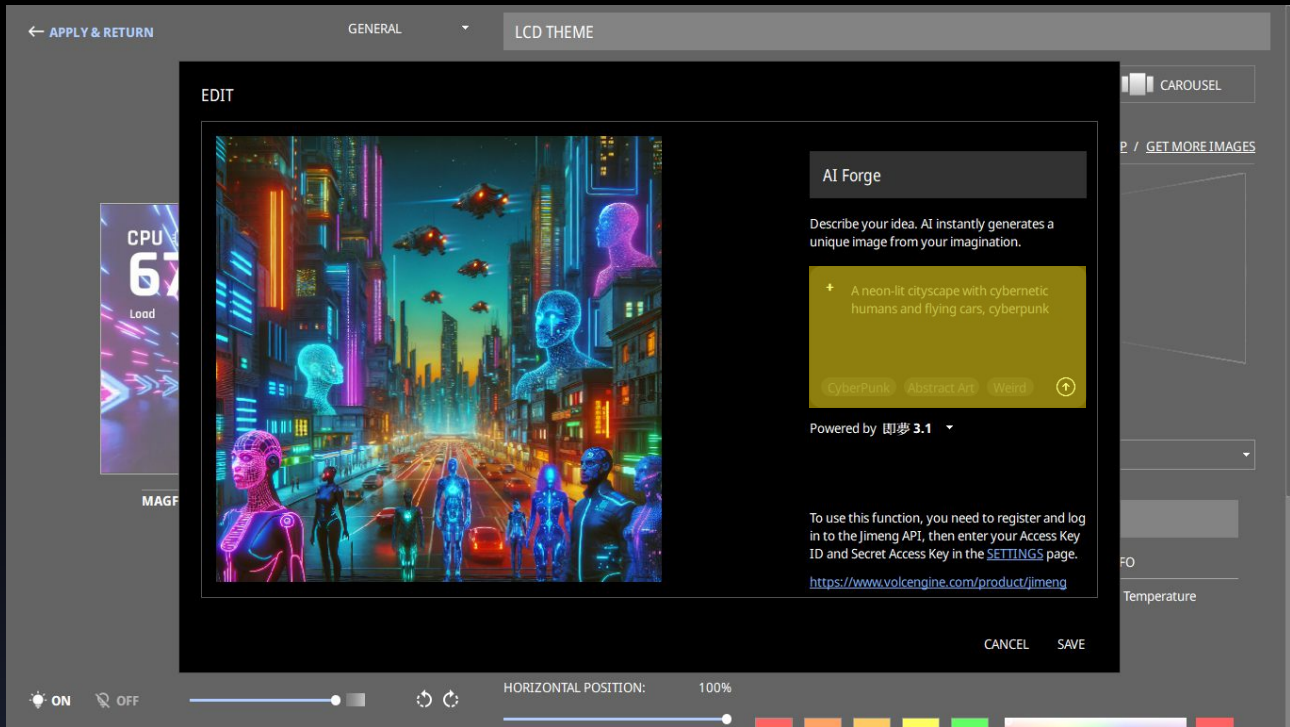 ← APPLY & RETURN
GENERAL
LCD THEME
EDIT
CAROUSEL
P / GET MORE IMAGES
AI Forge
Describe your idea. AI instantly generates a
unique image from your imagination.
CPU
67
Load
+ A neon-lit cityscape with cybernetic
humans and flying cars, cyberpunk
CyberPunk Abstract Art Weird
Powered by 即夢 3.1
MAGF
To use this function, you need to register and log
in to the Jimeng API, then enter your Access Key
ID and Secret Access Key in the SETTINGS page.
https://www.volcengine.com/product/jimeng
FO
Temperature
CANCEL SAVE
ON OFF
HORIZONTAL POSITION: 100%